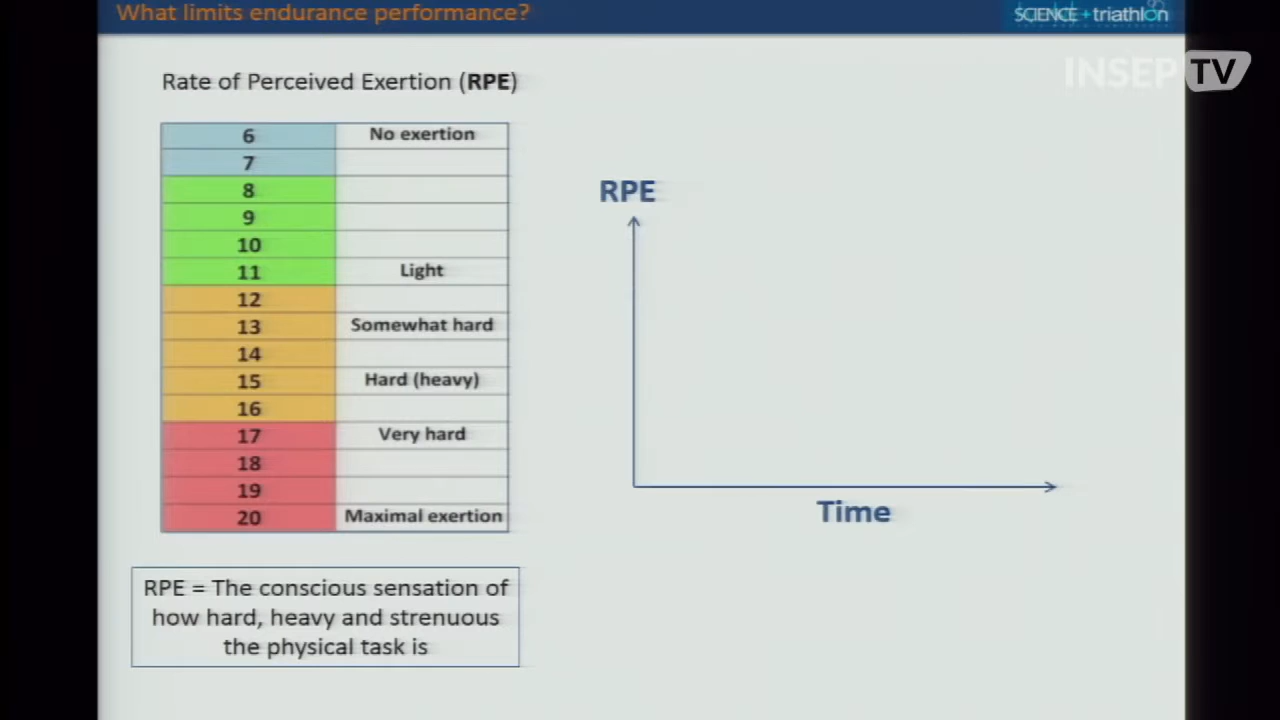 What limits endurance performance?
SCIENCE + triathlon
INSEP TV
Rate of Perceived Exertion (RPE)
6 No exertion
7
8
9
10
11 Light
12
13 Somewhat hard
14
15 Hard (heavy)
16
17 Very hard
18
19
20 Maximal exertion
RPE
Time
RPE = The conscious sensation of
how hard, heavy and strenuous
the physical task is